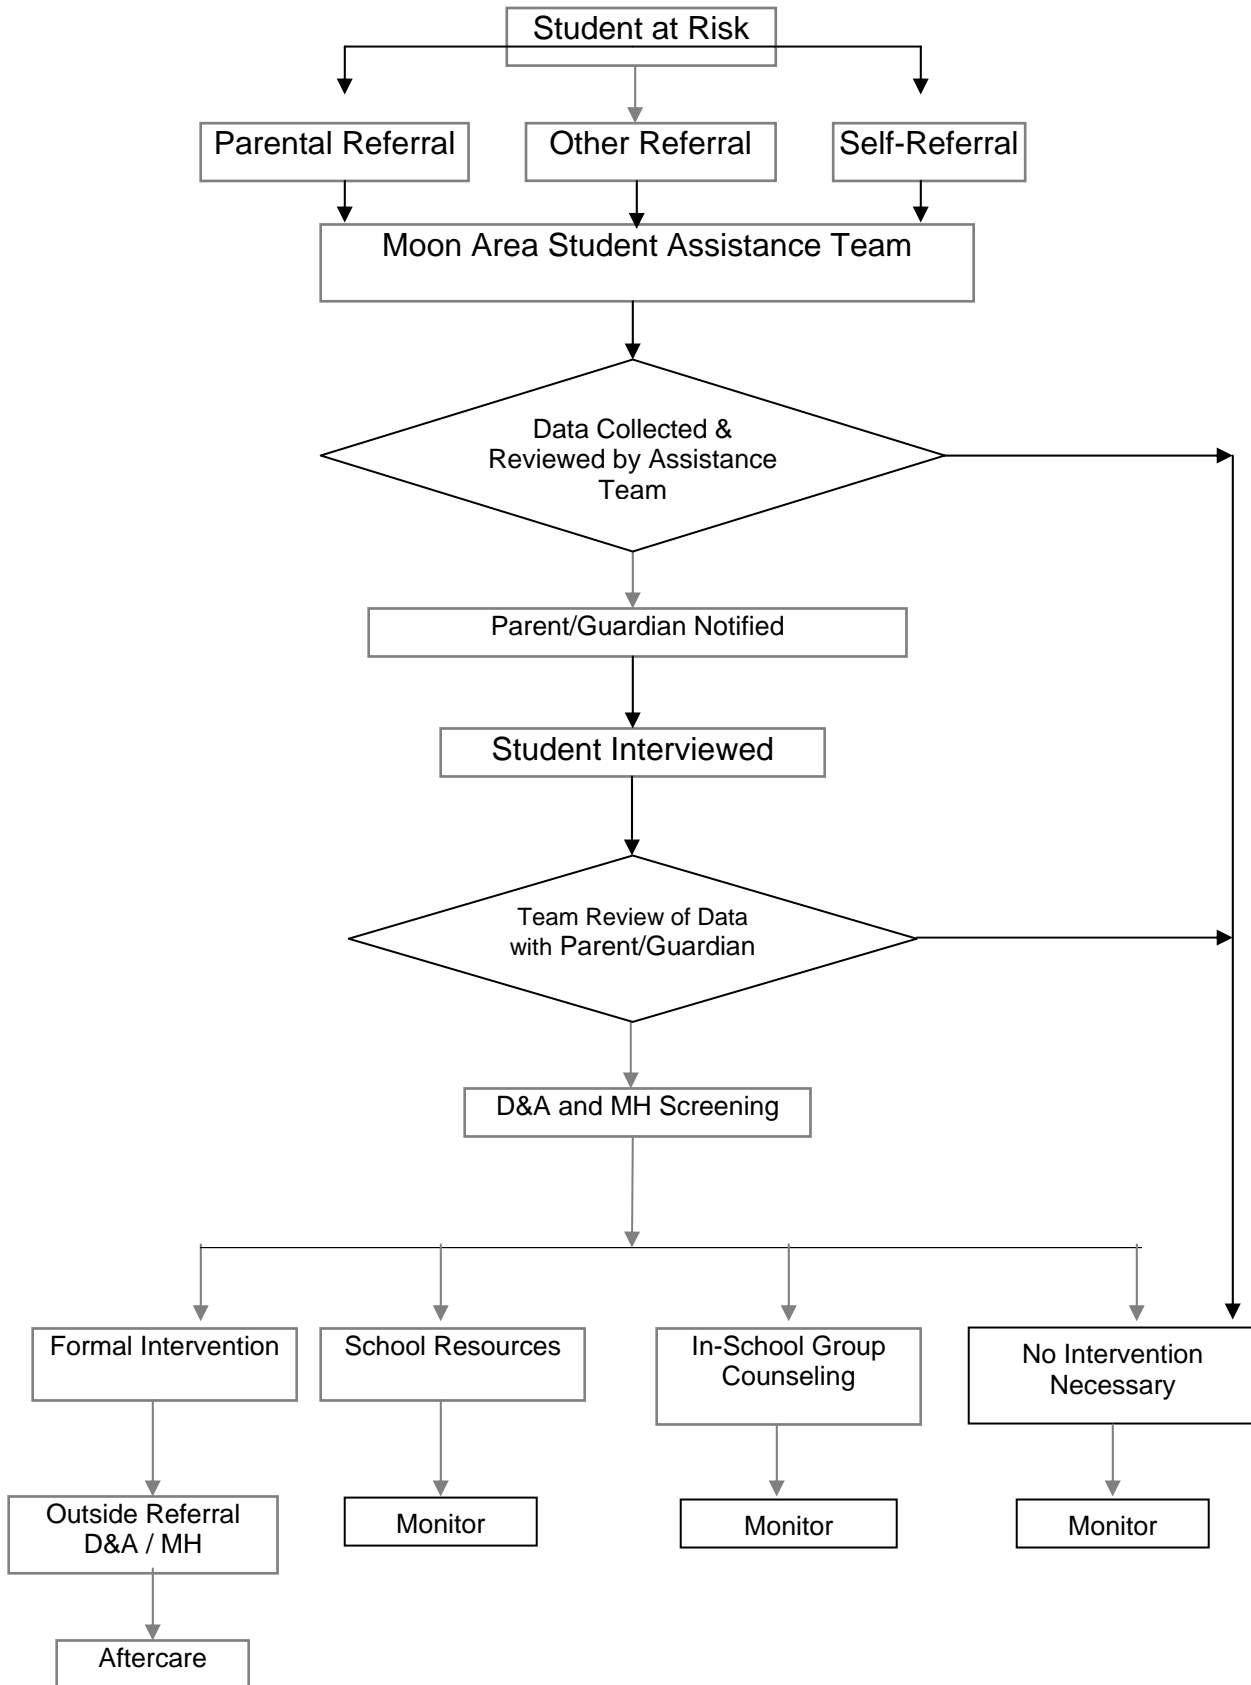 Student at Risk
Parental Referral
Other Referral
Self-Referral
Moon Area Student Assistance Team
Data Collected &
Reviewed by Assistance
Team
Parent/Guardian Notified
Student Interviewed
Team Review of Data
with Parent/Guardian
D&A and MH Screening
Formal Intervention
School Resources
In-School Group
Counseling
No Intervention
Necessary
Outside Referral
D&A / MH
Monitor
Monitor
Monitor
Aftercare